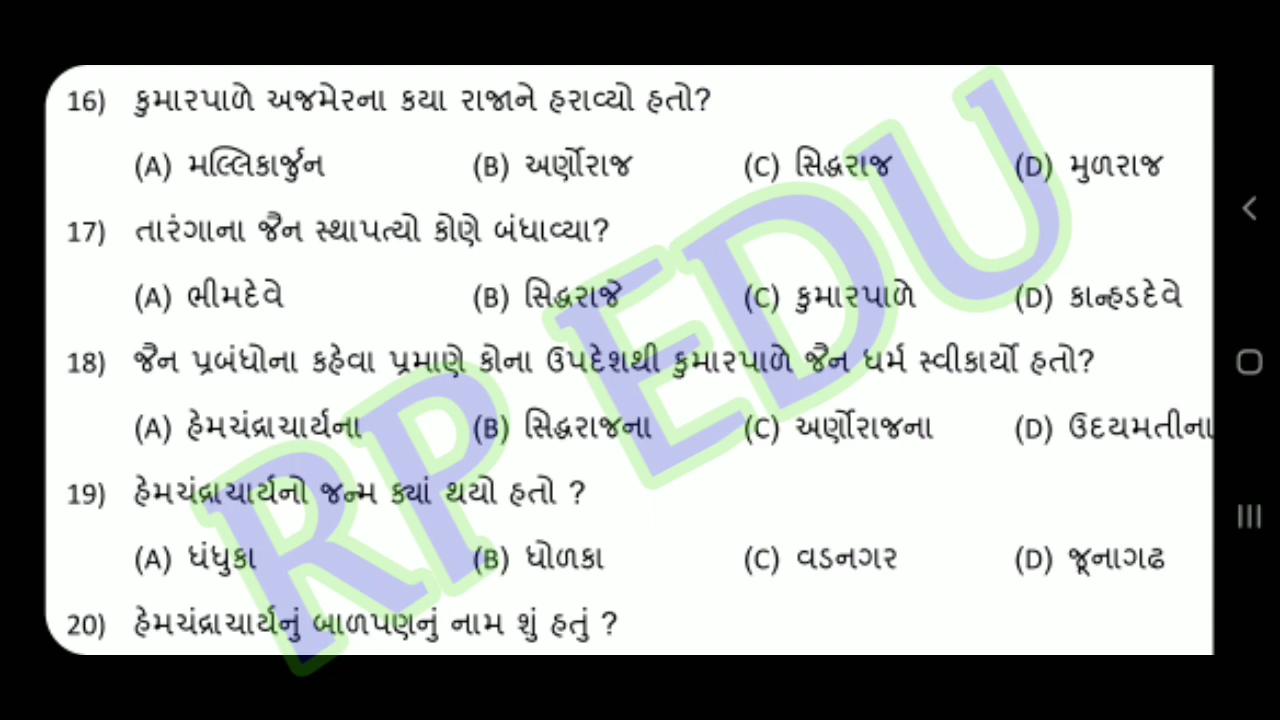 16) કુમારપાળે અજમેરના કયા રાજાને હરાવ્યો હતો?
(A) મલ્લિકાર્જુન (B) અર્ણોરાજ (C) સિદ્ધરાજ (D) મુળરાજ
17) તારંગાના જૈન સ્થાપત્યો કોણે બંધાવ્યા?
(A) ભીમદેવે (B) સિદ્ધરાજે (C) કુમારપાળે (D) કાન્હડદેવે
18) જૈન પ્રબંધોના કહેવા પ્રમાણે કોના ઉપદેશથી કુમારપાળે જૈન ધર્મ સ્વીકાર્યો હતો?
(A) હેમચંદ્રાચાર્યના (B) સિદ્ધરાજના (C) અર્ણોરાજના (D) ઉદયમતીના
19) હેમચંદ્રાચાર્યનો જન્મ ક્યાં થયો હતો ?
(A) ધંધુકા (B) ધોળકા (C) વડનગર (D) જૂનાગઢ
20) હેમચંદ્રાચાર્યનું બાળપણનું નામ શું હતું ?
RP EDU